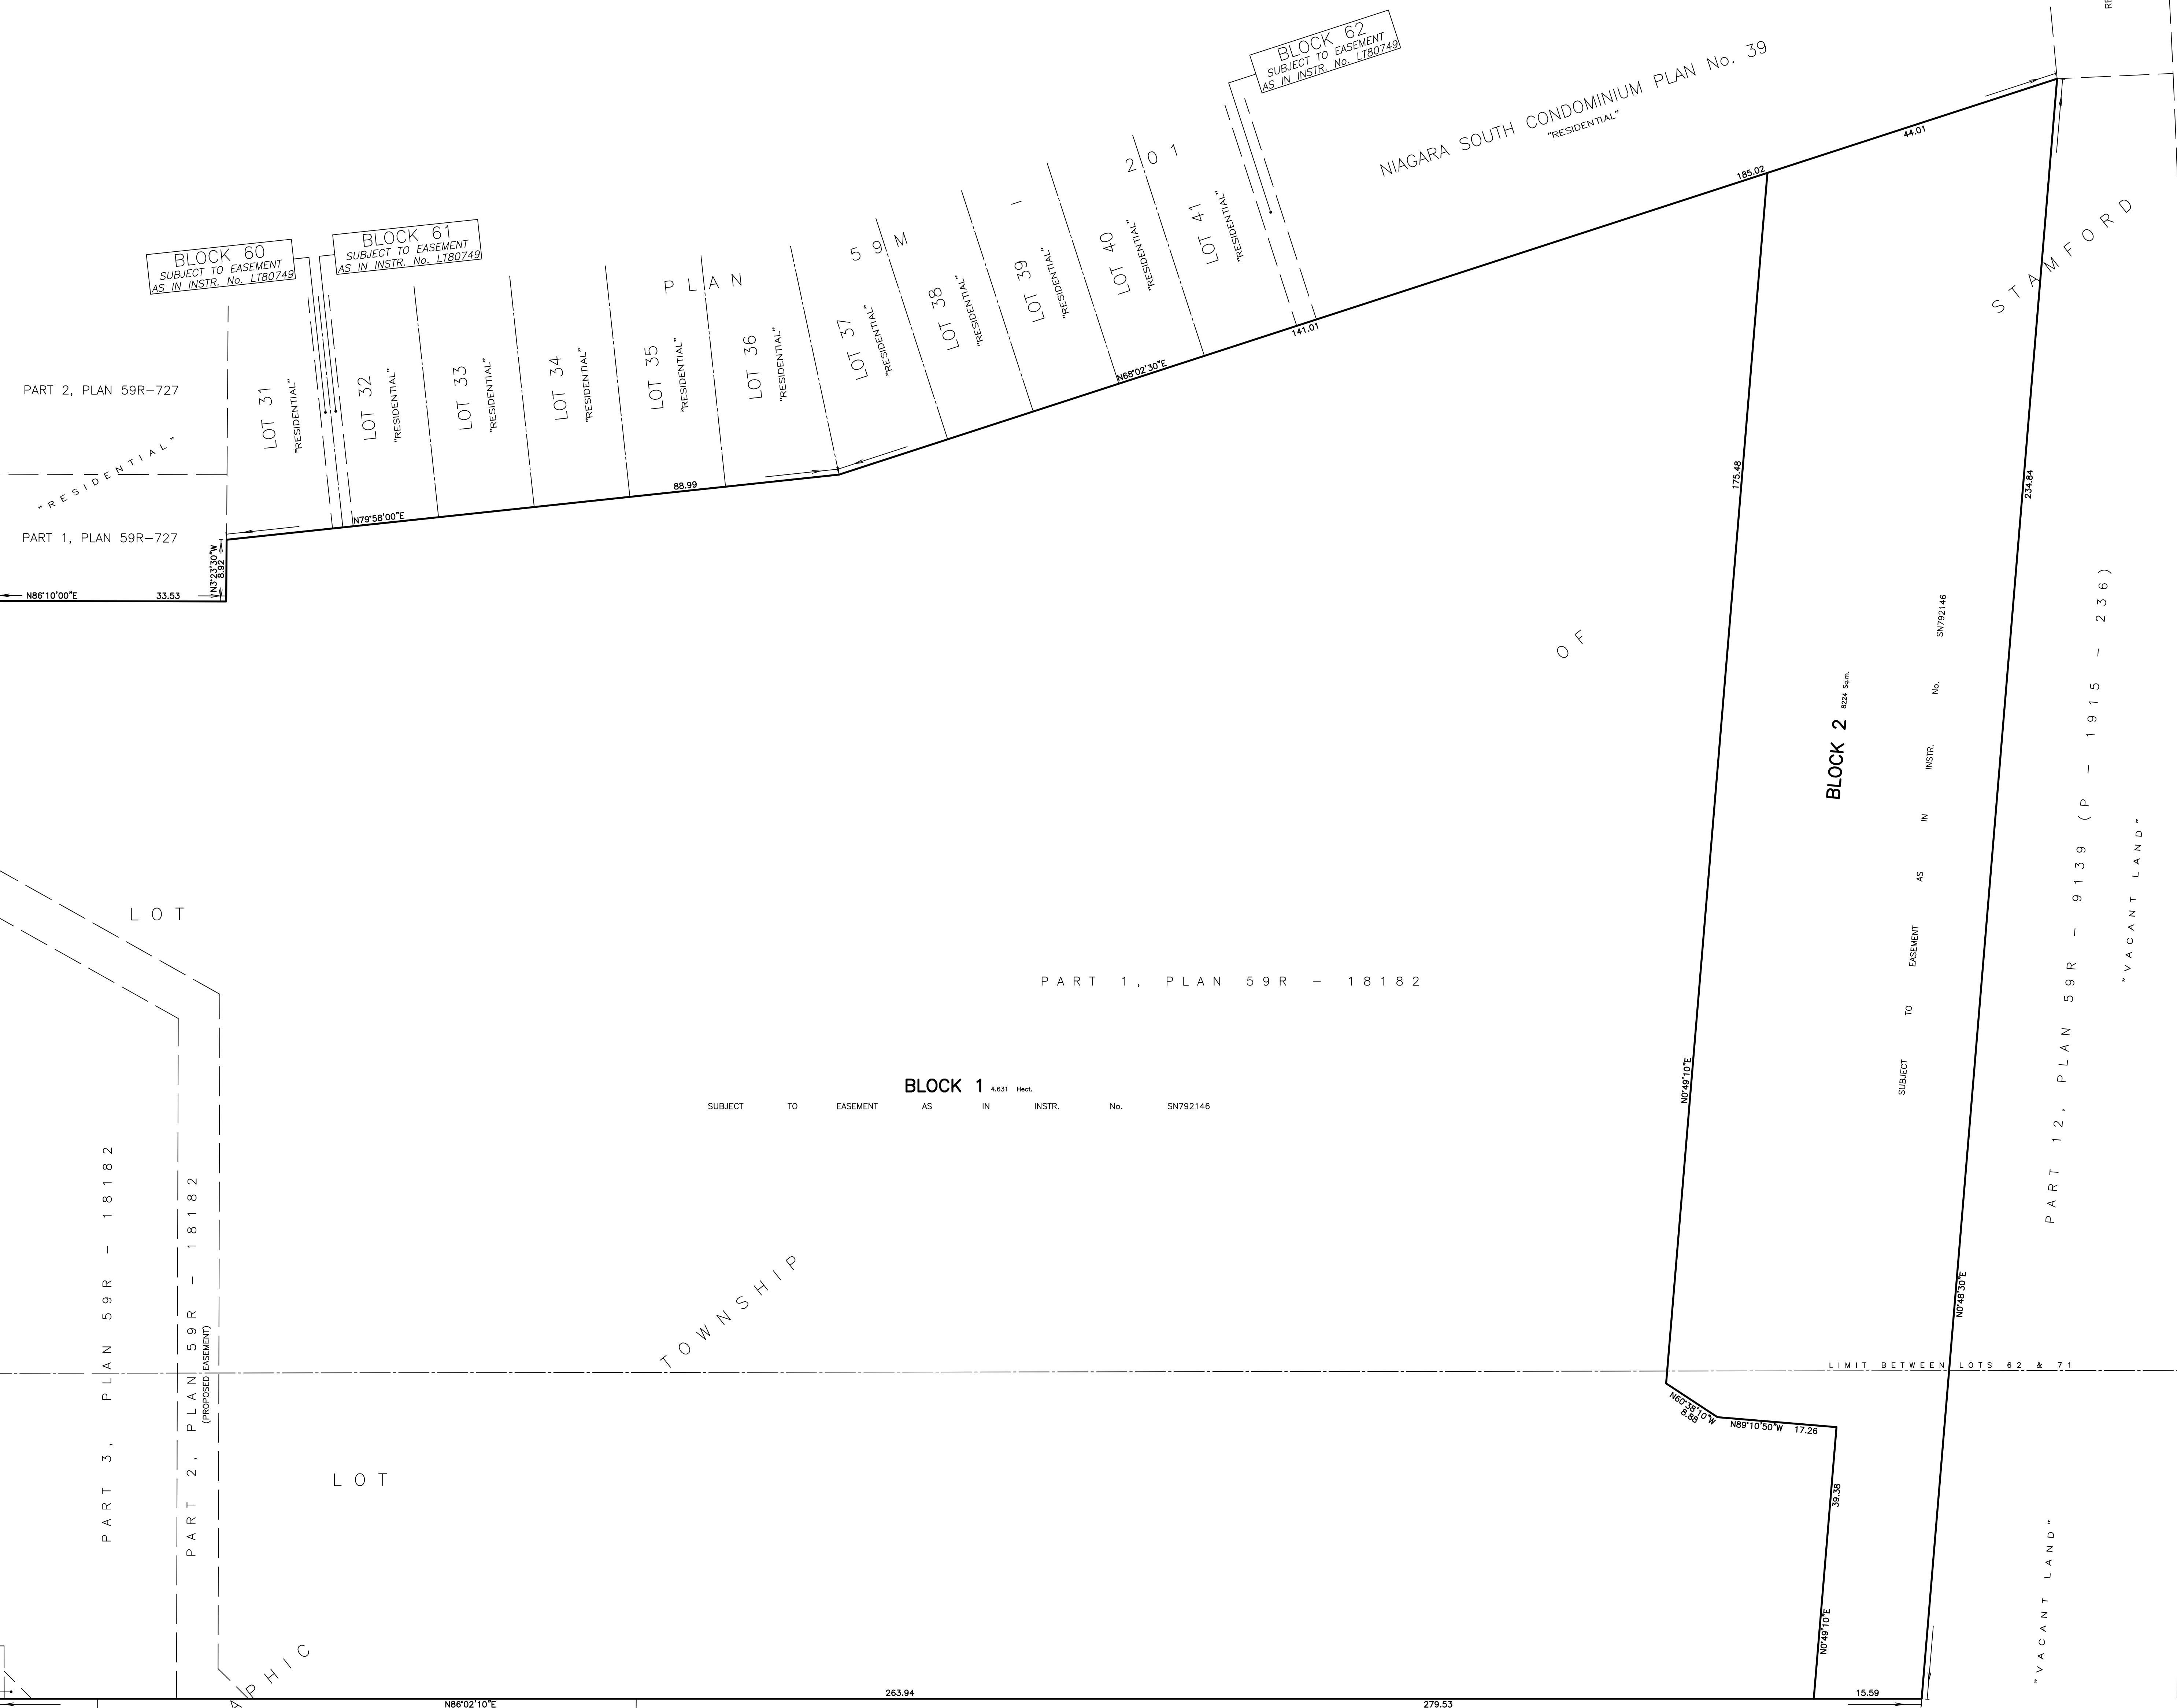 BLOCK 62
SUBJECT TO EASEMENT
AS IN INSTR. No. LT80749
NIAGARA SOUTH CONDOMINIUM PLAN No. 39
"RESIDENTIAL"
44.01
185.02
BLOCK 60
SUBJECT TO EASEMENT
AS IN INSTR. No. LT80749
BLOCK 61
SUBJECT TO EASEMENT
AS IN INSTR. No. LT80749
PLAN 59M - 201
STAMFORD
PART 2, PLAN 59R-727
"RESIDENTIAL"
PART 1, PLAN 59R-727
LOT 31
"RESIDENTIAL"
LOT 32
"RESIDENTIAL"
LOT 33
"RESIDENTIAL"
LOT 34
"RESIDENTIAL"
LOT 35
"RESIDENTIAL"
LOT 36
"RESIDENTIAL"
LOT 37
"RESIDENTIAL"
LOT 38
"RESIDENTIAL"
LOT 39
"RESIDENTIAL"
LOT 40
"RESIDENTIAL"
LOT 41
"RESIDENTIAL"
141.01
N68°02'30"E
88.99
N79°58'00"E
N3°23'30"W
8.92
N86°10'00"E 33.53
175.48
234.84
OF
BLOCK 2 8224 Sq.m.
SUBJECT TO EASEMENT AS IN INSTR. No. SN792146
PART 12, PLAN 59R - 9139 (P - 1915 - 236)
"VACANT LAND"
LOT
PART 1, PLAN 59R - 18182
BLOCK 1 4.631 Hect.
SUBJECT TO EASEMENT AS IN INSTR. No. SN792146
N0°49'10"E
N0°48'30"E
PART 3, PLAN 59R - 18182
PART 2, PLAN 59R - 18182
(PROPOSED EASEMENT)
TOWNSHIP
LIMIT BETWEEN LOTS 62 & 71
N60°38'10"W
8.88
N89°10'50"W 17.26
LOT
39.38
N0°49'10"E
"VACANT LAND"
APHIC
263.94
15.59
N86°02'10"E
279.53